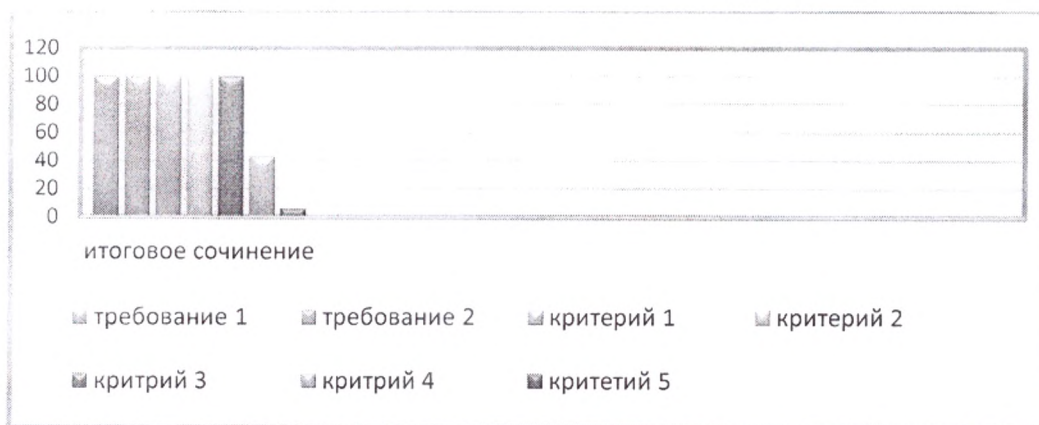 120
100
80
60
40
20
0
итоговое сочинение
требование 1 требование 2 критерий 1 критерий 2
критрий 3 критрий 4 критетий 5